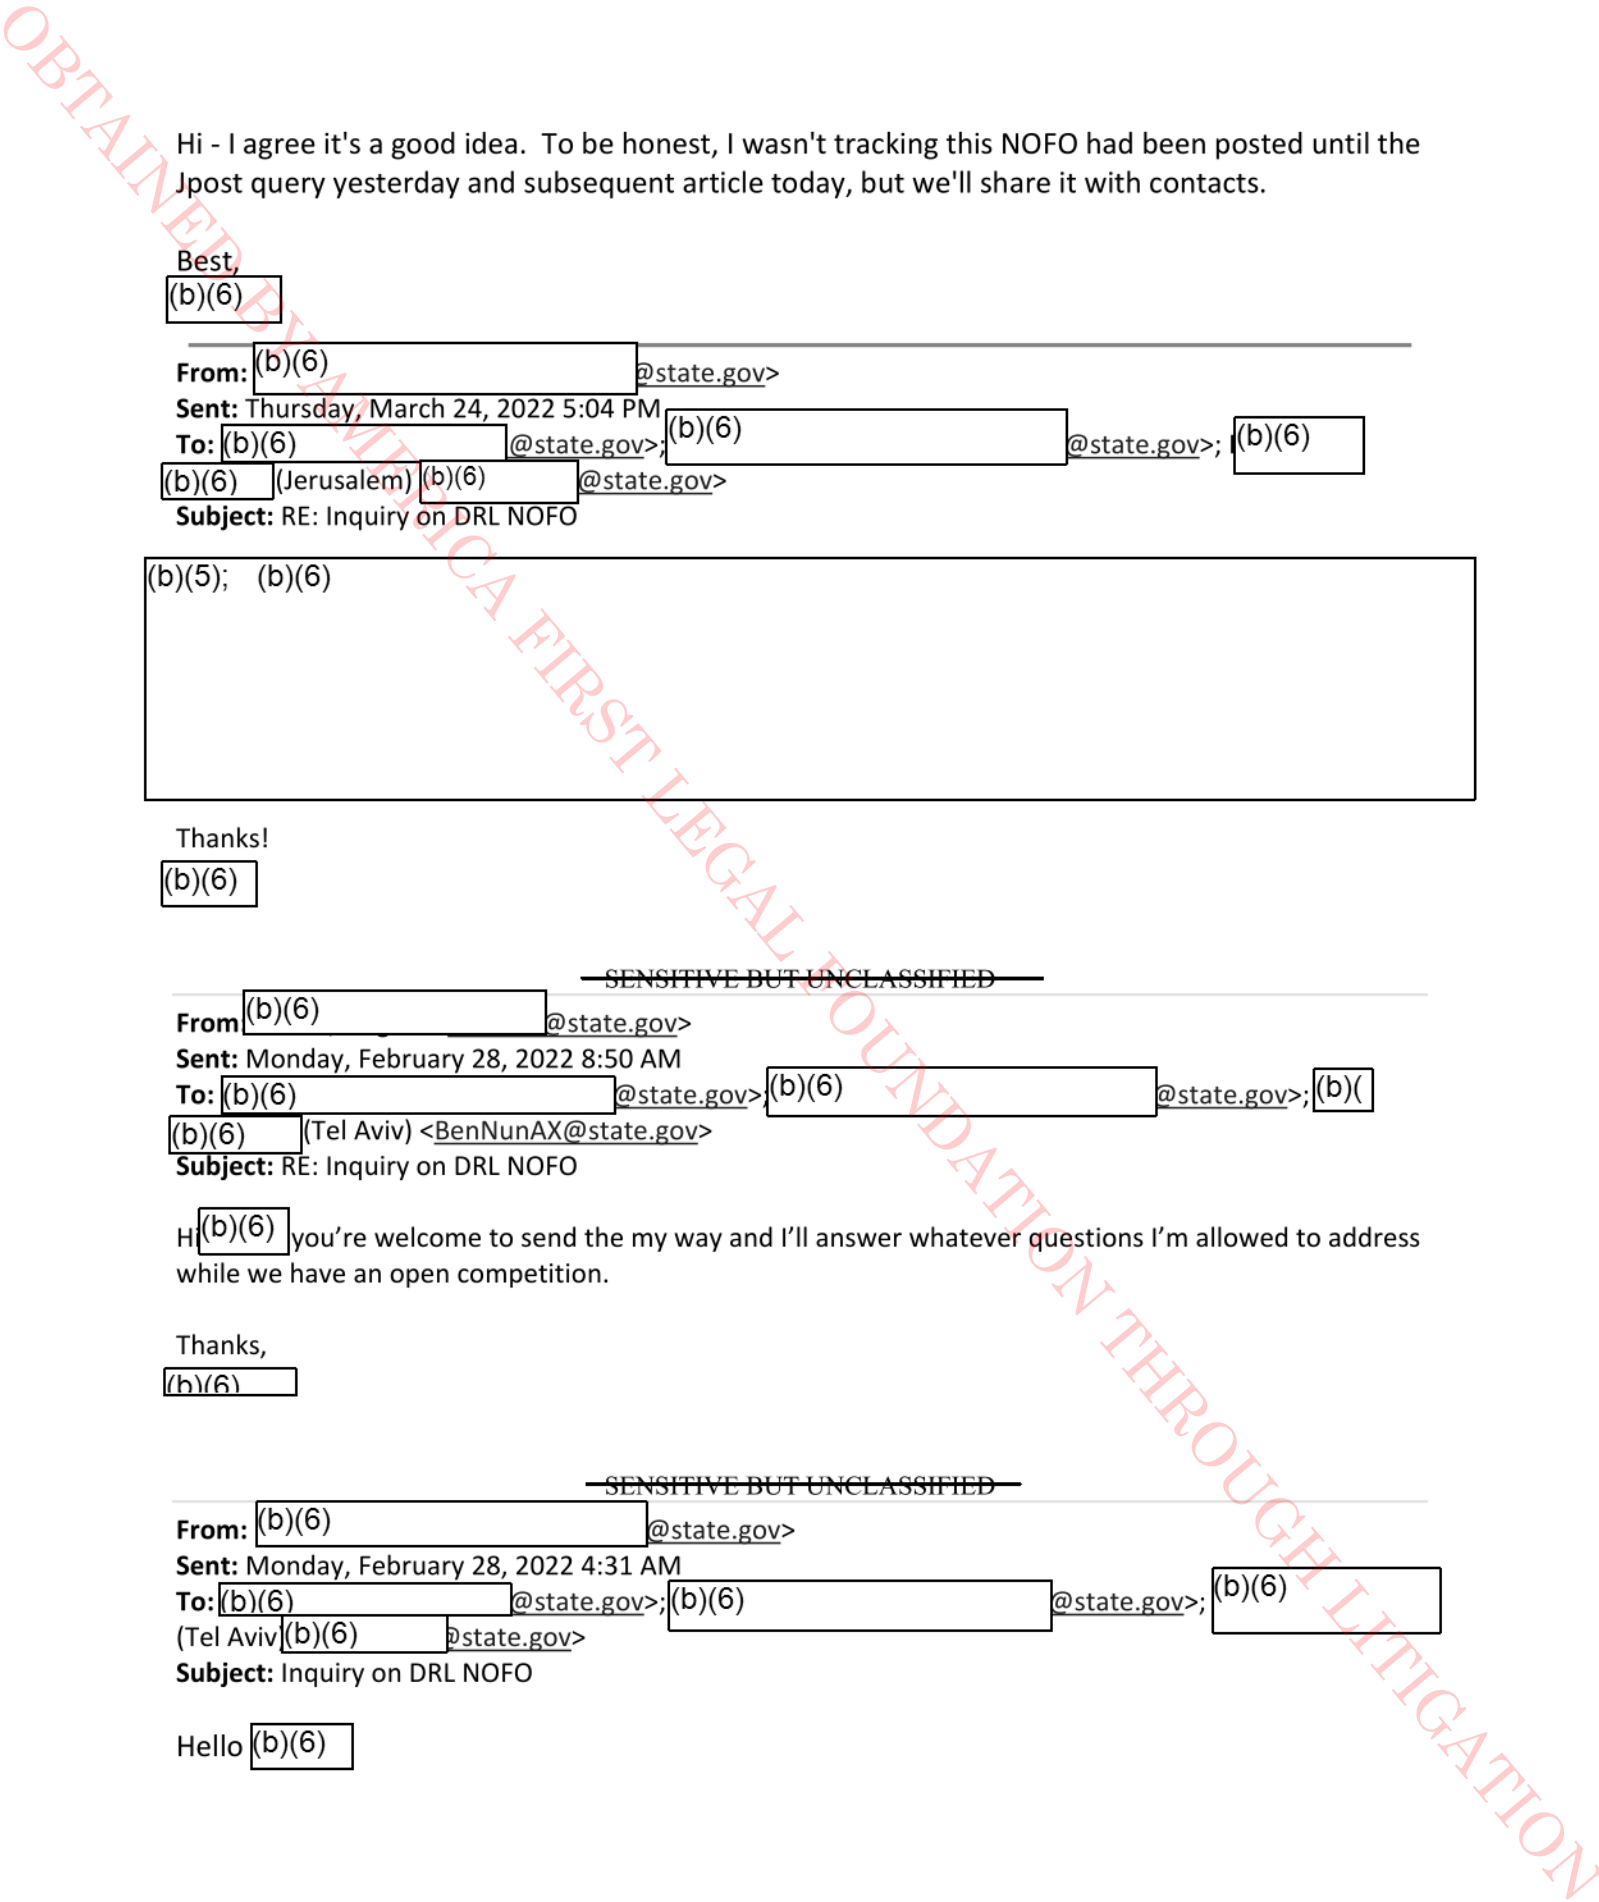 Hi - I agree it's a good idea.  To be honest, I wasn't tracking this NOFO had been posted until the
Jpost query yesterday and subsequent article today, but we'll share it with contacts.
Best,
(b)(6)
From: (b)(6) @state.gov>
Sent: Thursday, March 24, 2022 5:04 PM
To: (b)(6) @state.gov>; (b)(6) @state.gov>; (b)(6)
(b)(6) (Jerusalem) (b)(6) @state.gov>
Subject: RE: Inquiry on DRL NOFO
(b)(5); (b)(6)
Thanks!
(b)(6)
SENSITIVE BUT UNCLASSIFIED
From: (b)(6) @state.gov>
Sent: Monday, February 28, 2022 8:50 AM
To: (b)(6) @state.gov>; (b)(6) @state.gov>; (b)(
(b)(6) (Tel Aviv) <BenNunAX@state.gov>
Subject: RE: Inquiry on DRL NOFO
Hi (b)(6) you're welcome to send the my way and I'll answer whatever questions I'm allowed to address
while we have an open competition.
Thanks,
(b)(6)
SENSITIVE BUT UNCLASSIFIED
From: (b)(6) @state.gov>
Sent: Monday, February 28, 2022 4:31 AM
To: (b)(6) @state.gov>; (b)(6) @state.gov>; (b)(6)
(Tel Aviv) (b)(6) @state.gov>
Subject: Inquiry on DRL NOFO
Hello (b)(6)
OBTAINED BY AMERICA FIRST LEGAL FOUNDATION THROUGH LITIGATION